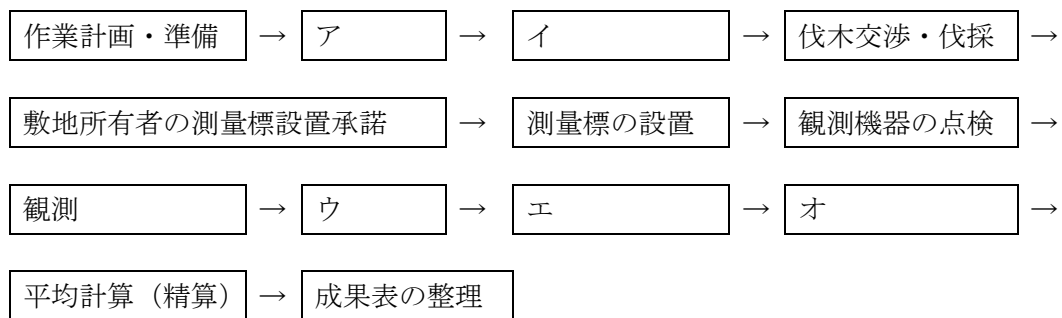 作業計画・準備 → ア → イ → 伐木交渉・伐採 →
敷地所有者の測量標設置承諾 → 測量標の設置 → 観測機器の点検 →
観測 → ウ → エ → オ →
平均計算（精算） → 成果表の整理